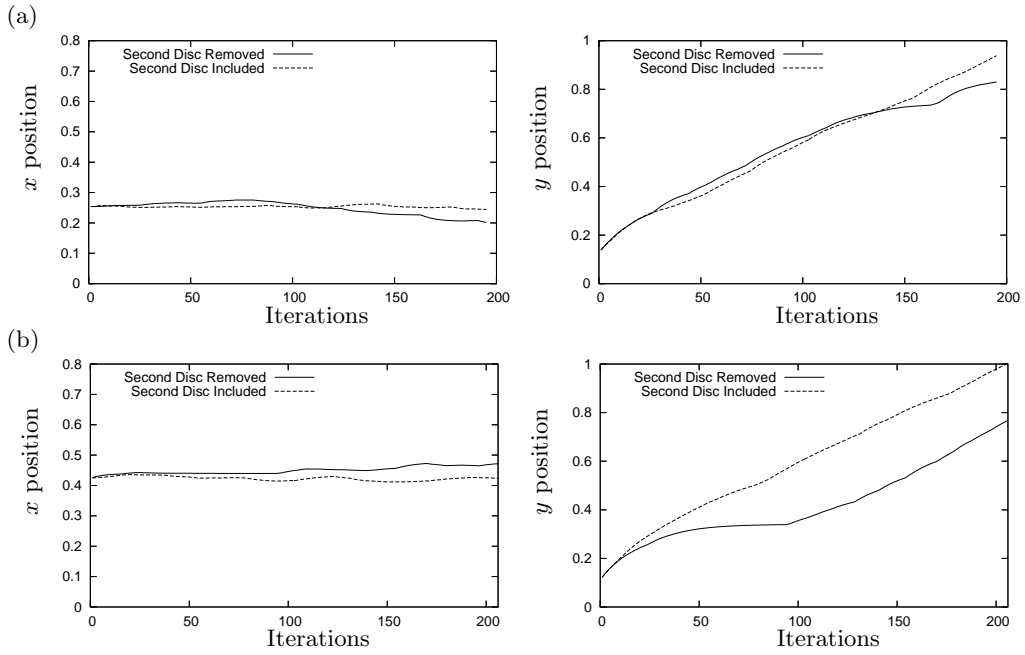 (a)
0.8
0.7
0.6
0.5
0.4
0.3
0.2
0.1
0
x position
Second Disc Removed
Second Disc Included
0
50
100
150
200
Iterations
1
0.8
0.6
0.4
0.2
0
y position
Second Disc Removed
Second Disc Included
0
50
100
150
200
Iterations
(b)
0.8
0.7
0.6
0.5
0.4
0.3
0.2
0.1
0
x position
Second Disc Removed
Second Disc Included
0
50
100
150
200
Iterations
1
0.8
0.6
0.4
0.2
0
y position
Second Disc Removed
Second Disc Included
0
50
100
150
200
Iterations